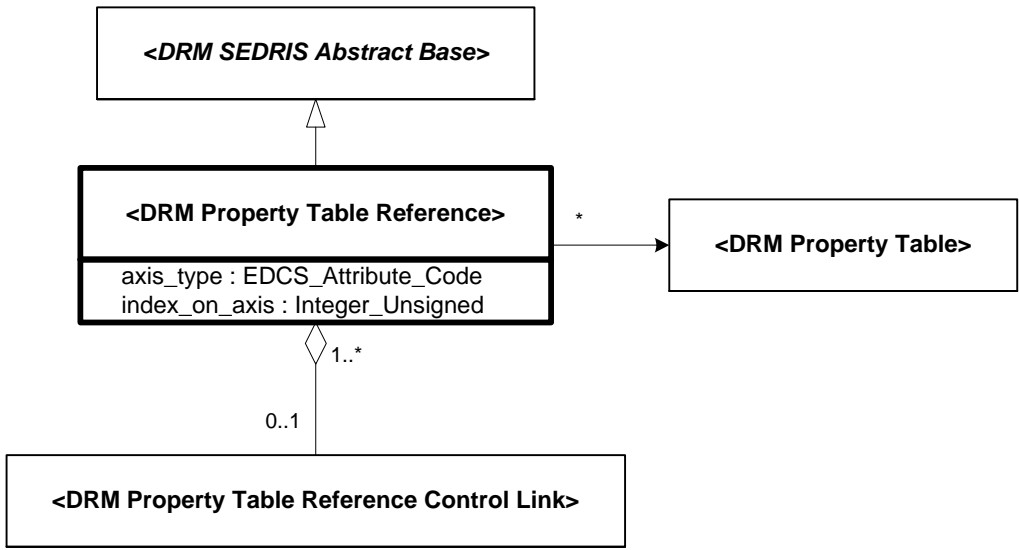 <DRM SEDRIS Abstract Base>
<DRM Property Table Reference>
*
<DRM Property Table>
axis_type : EDCS_Attribute_Code
index_on_axis : Integer_Unsigned
1..*
0..1
<DRM Property Table Reference Control Link>